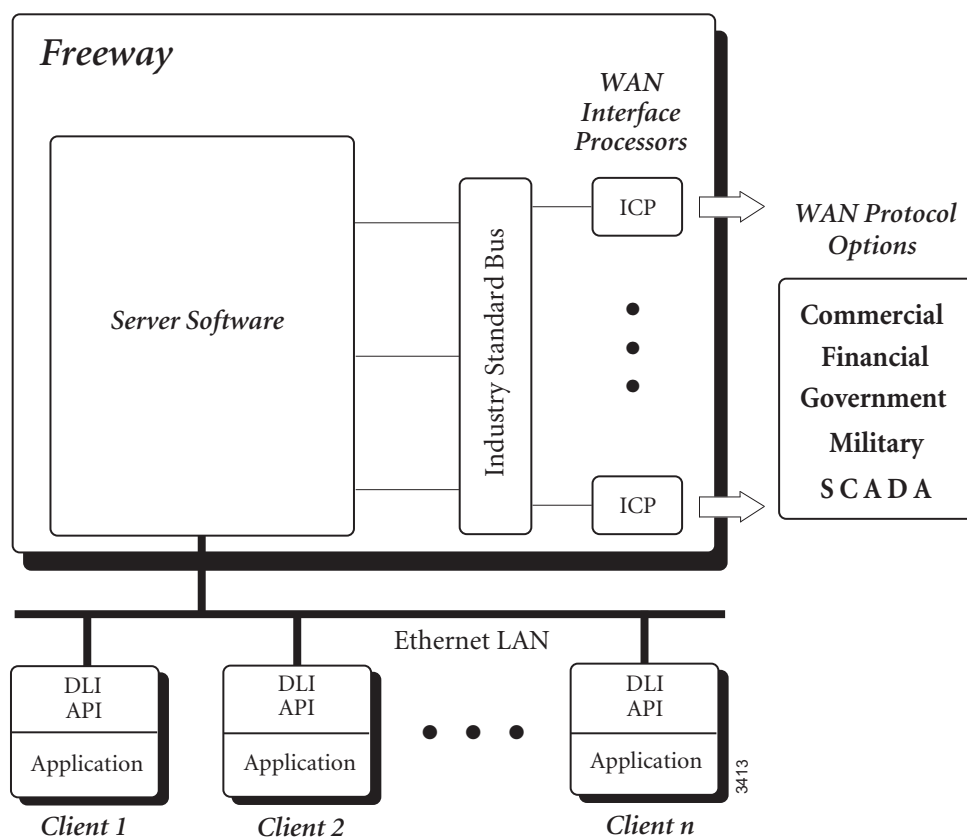 Freeway
WAN
Interface
Processors
Server Software
Industry Standard Bus
ICP
ICP
WAN Protocol
Options
Commercial
Financial
Government
Military
SCADA
Ethernet LAN
DLI
API
Application
Client 1
DLI
API
Application
Client 2
DLI
API
Application
Client n
3413